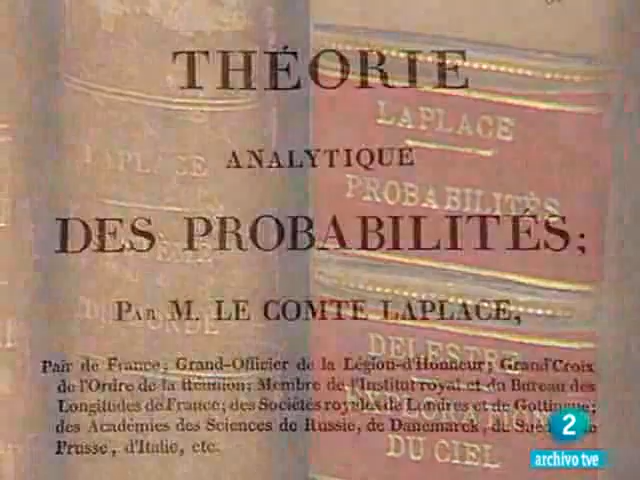 THÉORIE
ANALYTIQUE
DES PROBABILITÉS;
PAR M. LE COMTE LAPLACE,
Pair de France; Grand-Officier de la Légion-d'Honneur; Grand'Croix
de l'Ordre de la Réunion; Membre de l'Institut royal et du Bureau des
Longitudes de France; des Sociétés royales de Londres et de Gottingue;
des Académies des Sciences de Russie, de Danemarck, de
Prusse, d'Italie, etc.
LAPLACE
PROBABILITÉS
DU CIEL
LAPLACE
DU MONDE
2
archivo tve